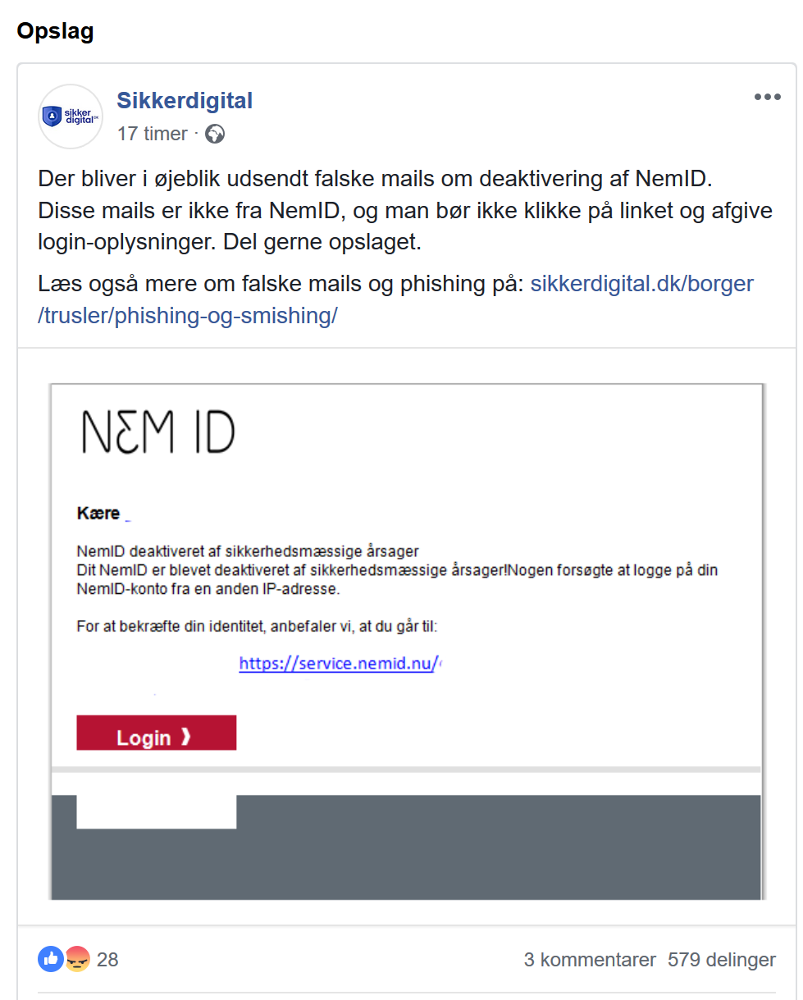 Opslag
sikker
digital
Sikkerdigital
17 timer ·
Der bliver i øjeblik udsendt falske mails om deaktivering af NemID.
Disse mails er ikke fra NemID, og man bør ikke klikke på linket og afgive
login-oplysninger. Del gerne opslaget.
Læs også mere om falske mails og phishing på: sikkerdigital.dk/borger
/trusler/phishing-og-smishing/
NEM ID
Kære
NemID deaktiveret af sikkerhedsmæssige årsager
Dit NemID er blevet deaktiveret af sikkerhedsmæssige årsager!Nogen forsøgte at logge på din
NemID-konto fra en anden IP-adresse.
For at bekræfte din identitet, anbefaler vi, at du går til:
https://service.nemid.nu/
Login ❯
28
3 kommentarer 579 delinger